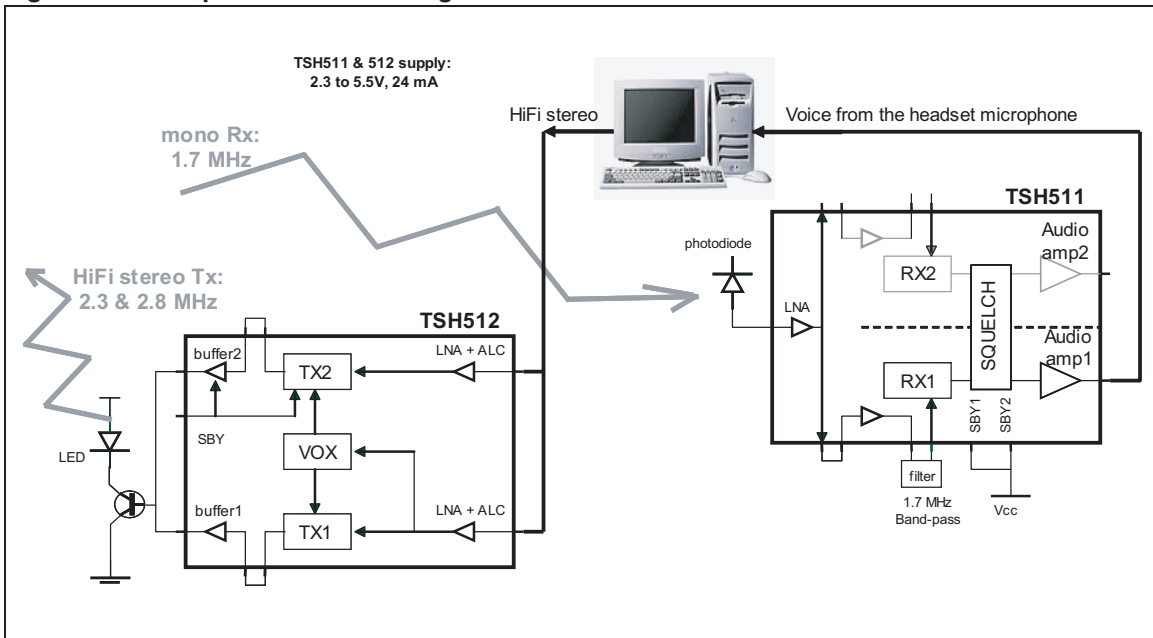 TSH511 & 512 supply:
2.3 to 5.5V, 24 mA
HiFi stereo
Voice from the headset microphone
mono Rx:
1.7 MHz
TSH511
photodiode
Audio
amp2
RX2
LNA
SQUELCH
Audio
amp1
RX1
SBY1
SBY2
filter
1.7 MHz
Band-pass
Vcc
HiFi stereo Tx:
2.3 & 2.8 MHz
TSH512
buffer2
TX2
LNA + ALC
SBY
VOX
LED
buffer1
TX1
LNA + ALC